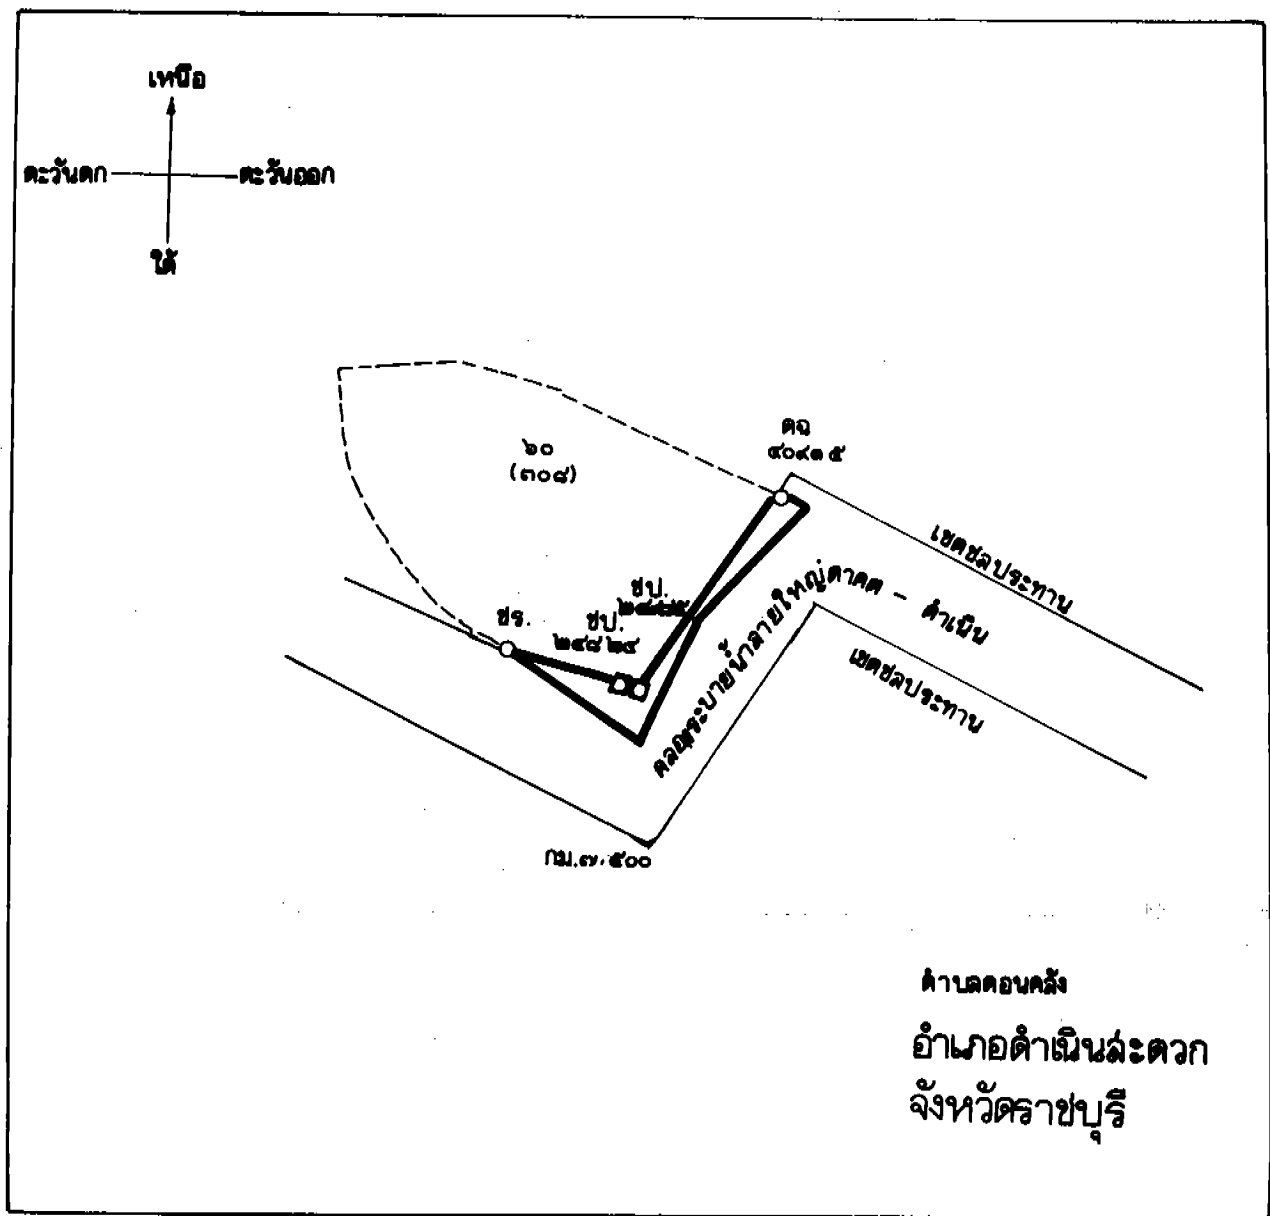 เหนือ
ตะวันตก
ตะวันออก
ใต้
ดฉ
๔๐๙๑๕
๖๐
(๓๐๘)
เขตชลประทาน
ชป.
ชร.
ชป.
๒๔๘๒๔
คลองระบายน้ำสายใหญ่ตาคต - ดำเนิน
เขตชลประทาน
กม.๗.๕๐๐
ตำบลดอนคลัง
อำเภอดำเนินสะดวก
จังหวัดราชบุรี